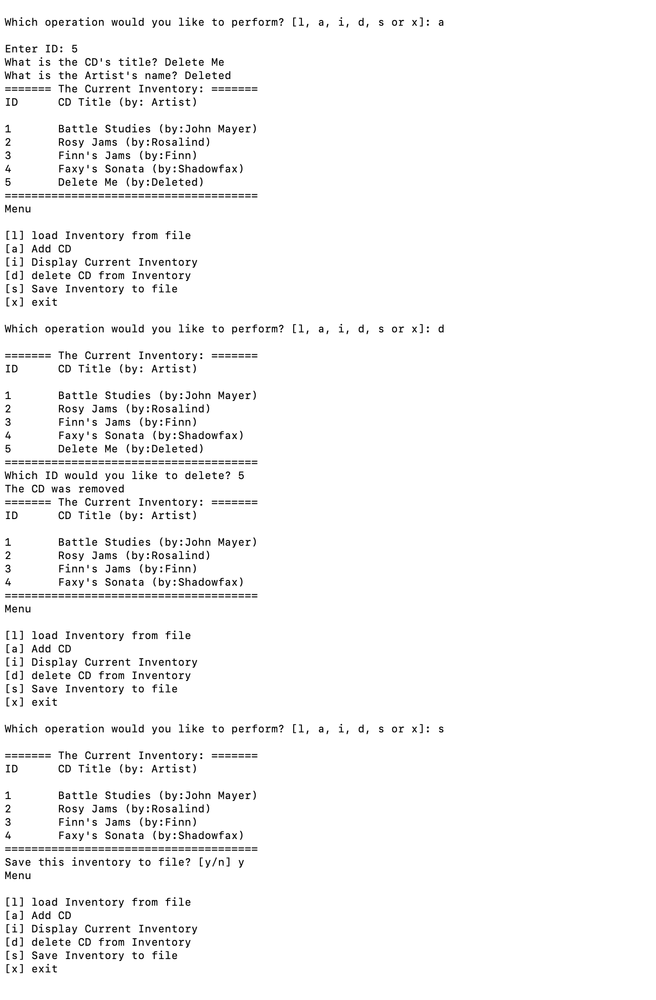 Which operation would you like to perform? [l, a, i, d, s or x]: a

Enter ID: 5
What is the CD's title? Delete Me
What is the Artist's name? Deleted
======= The Current Inventory: =======
ID      CD Title (by: Artist)

1       Battle Studies (by:John Mayer)
2       Rosy Jams (by:Rosalind)
3       Finn's Jams (by:Finn)
4       Faxy's Sonata (by:Shadowfax)
5       Delete Me (by:Deleted)
======================================
Menu

[l] load Inventory from file
[a] Add CD
[i] Display Current Inventory
[d] delete CD from Inventory
[s] Save Inventory to file
[x] exit

Which operation would you like to perform? [l, a, i, d, s or x]: d

======= The Current Inventory: =======
ID      CD Title (by: Artist)

1       Battle Studies (by:John Mayer)
2       Rosy Jams (by:Rosalind)
3       Finn's Jams (by:Finn)
4       Faxy's Sonata (by:Shadowfax)
5       Delete Me (by:Deleted)
======================================
Which ID would you like to delete? 5
The CD was removed
======= The Current Inventory: =======
ID      CD Title (by: Artist)

1       Battle Studies (by:John Mayer)
2       Rosy Jams (by:Rosalind)
3       Finn's Jams (by:Finn)
4       Faxy's Sonata (by:Shadowfax)
======================================
Menu

[l] load Inventory from file
[a] Add CD
[i] Display Current Inventory
[d] delete CD from Inventory
[s] Save Inventory to file
[x] exit

Which operation would you like to perform? [l, a, i, d, s or x]: s

======= The Current Inventory: =======
ID      CD Title (by: Artist)

1       Battle Studies (by:John Mayer)
2       Rosy Jams (by:Rosalind)
3       Finn's Jams (by:Finn)
4       Faxy's Sonata (by:Shadowfax)
======================================
Save this inventory to file? [y/n] y
Menu

[l] load Inventory from file
[a] Add CD
[i] Display Current Inventory
[d] delete CD from Inventory
[s] Save Inventory to file
[x] exit